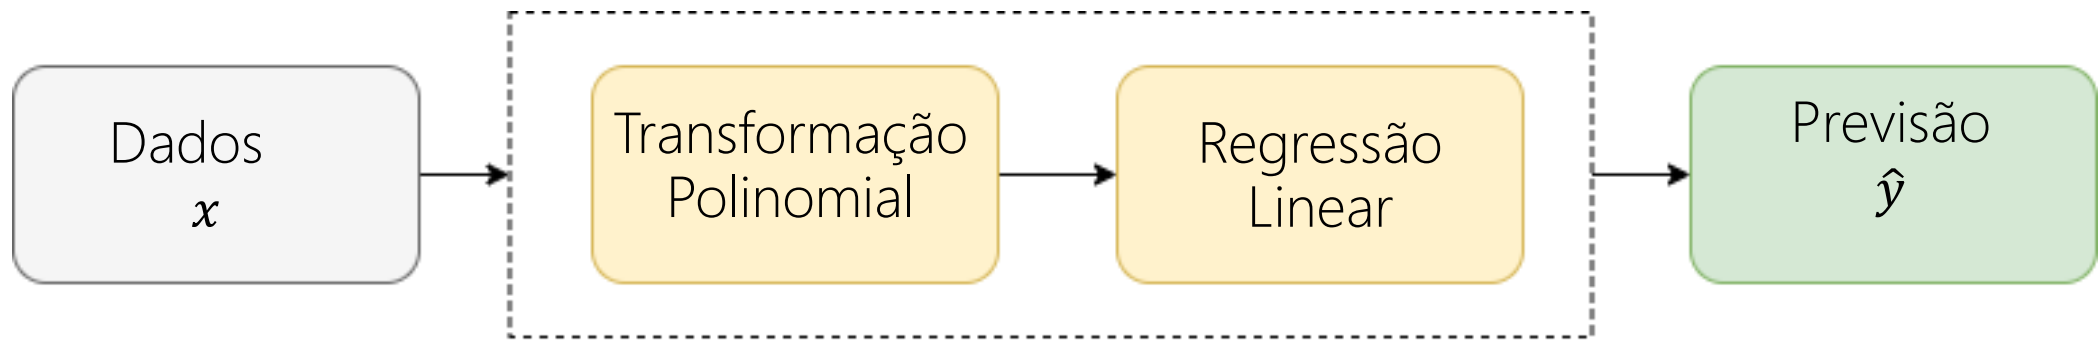 Dados
x
Transformação
Polinomial
Regressão
Linear
Previsão
ŷ